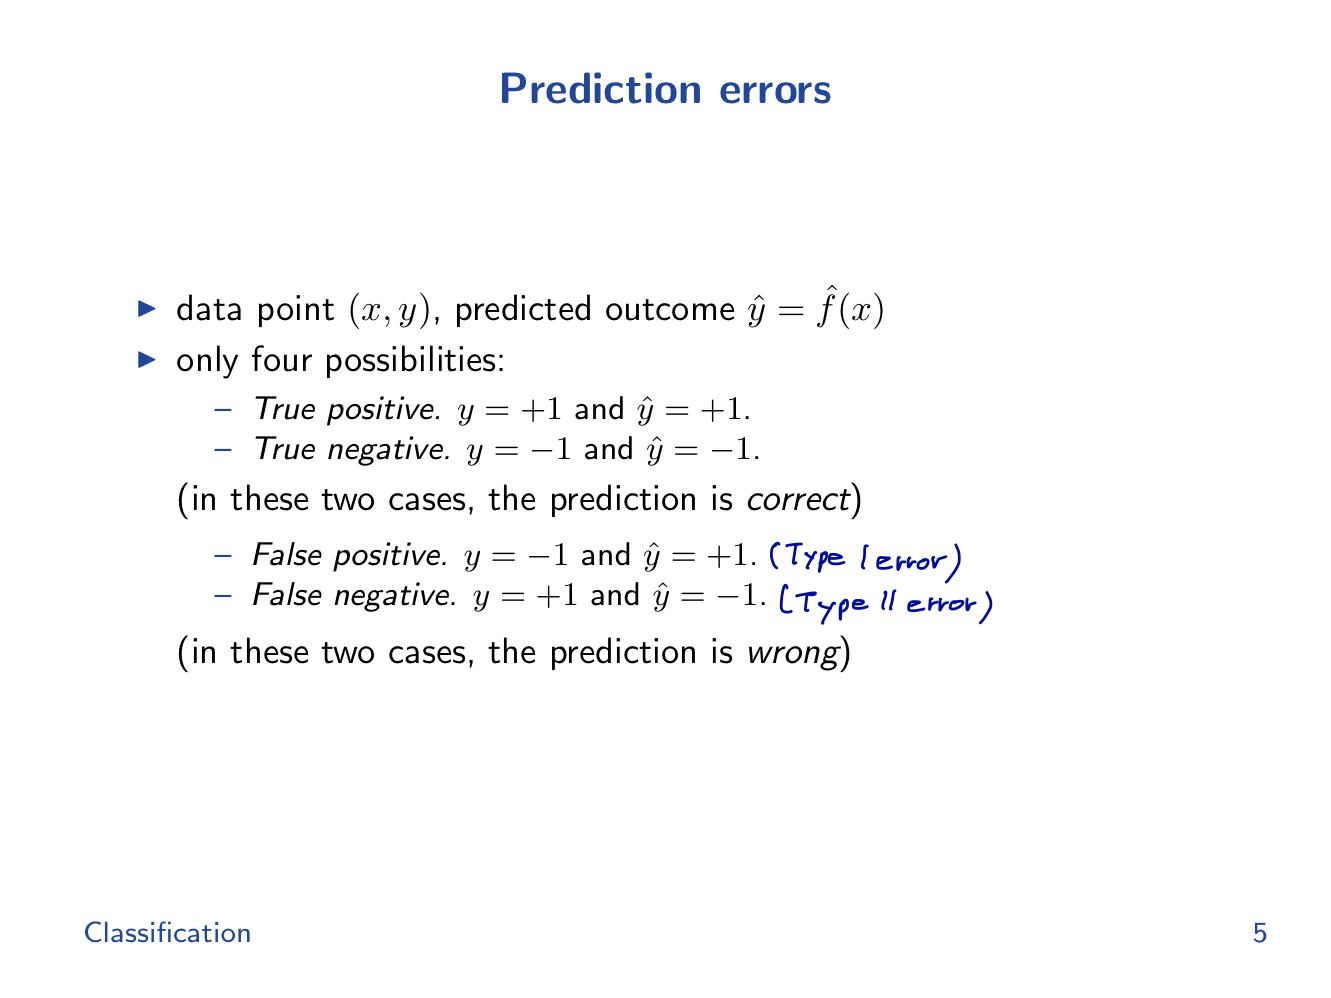 Prediction errors
▶ data point (x, y), predicted outcome ŷ = f̂(x)
▶ only four possibilities:
– True positive. y = +1 and ŷ = +1.
– True negative. y = −1 and ŷ = −1.
(in these two cases, the prediction is correct)
– False positive. y = −1 and ŷ = +1. (Type I error)
– False negative. y = +1 and ŷ = −1. (Type II error)
(in these two cases, the prediction is wrong)
Classification 5